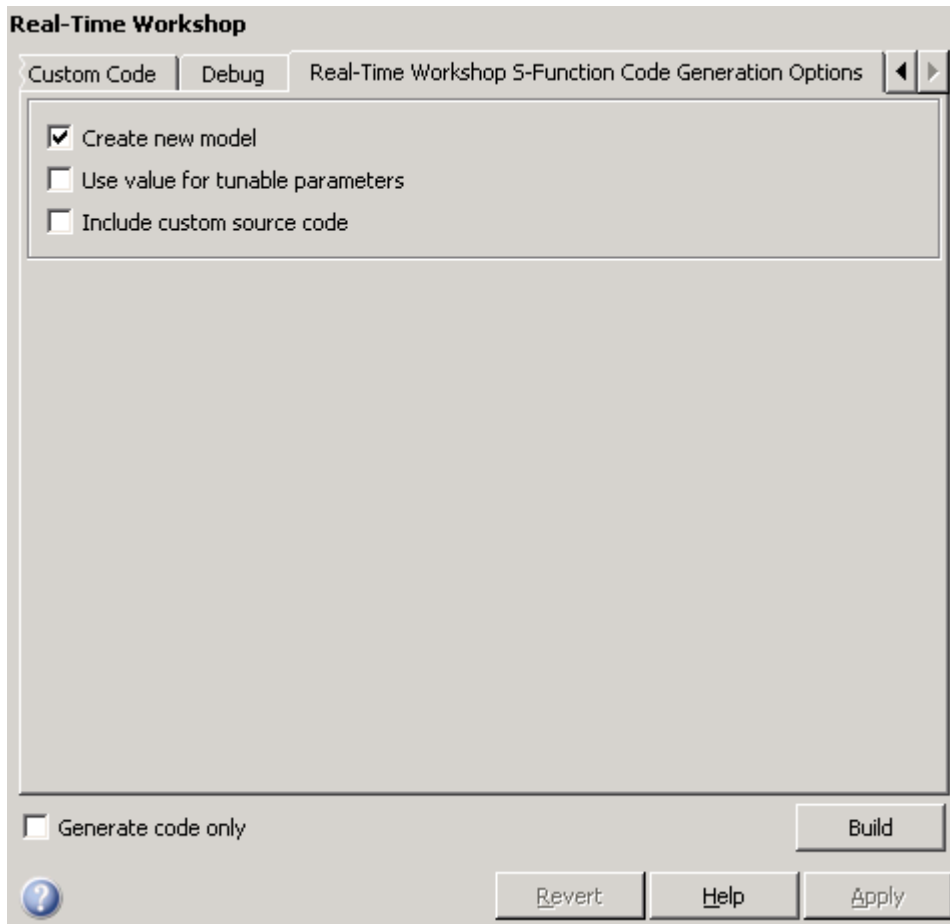 Real-Time Workshop
Custom Code Debug Real-Time Workshop S-Function Code Generation Options
Create new model
Use value for tunable parameters
Include custom source code
Generate code only Build
? Revert Help Apply